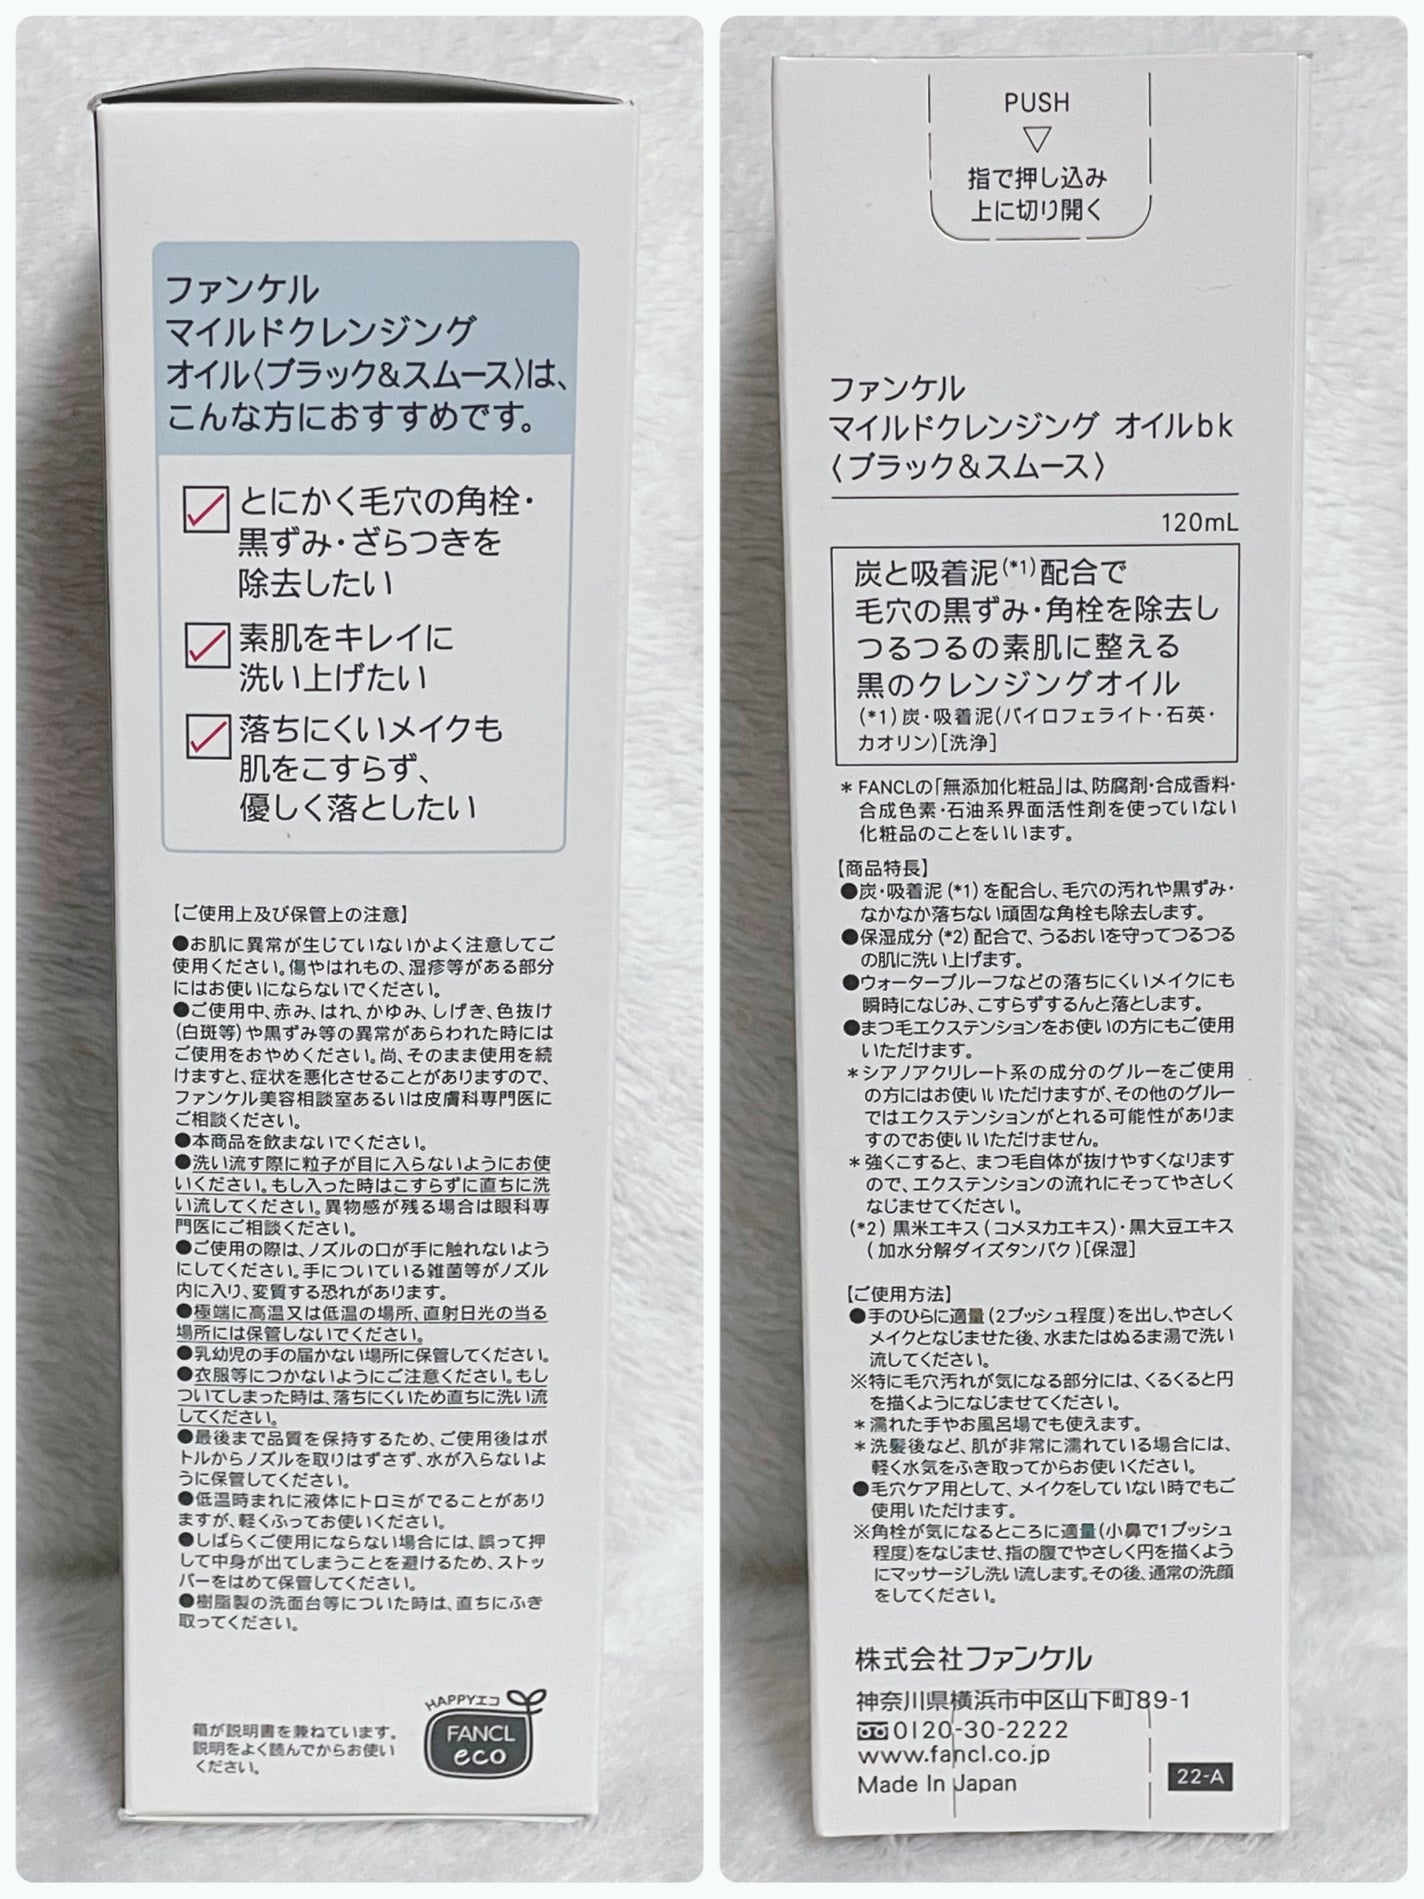 ファンケル
マイルドクレンジング
オイル〈ブラック&スムース〉は、
こんな方におすすめです。
とにかく毛穴の角栓・
黒ずみ・ざらつきを
除去したい
素肌をキレイに
洗い上げたい
落ちにくいメイクも
肌をこすらず、
優しく落としたい
【ご使用上及び保管上の注意】
●お肌に異常が生じていないかよく注意してご
使用ください。傷やはれもの、湿疹等がある部分
にはお使いにならないでください。
●ご使用中、赤み、はれ、かゆみ、しげき、色抜け
(白斑等)や黒ずみ等の異常があらわれた時には
ご使用をおやめください。尚、そのまま使用を続
けますと、症状を悪化させることがありますので、
ファンケル美容相談室あるいは皮膚科専門医に
ご相談ください。
●本商品を飲まないでください。
●洗い流す際に粒子が目に入らないようにお使
いください。もし入った時はこすらずに直ちに洗
い流してください。異物感が残る場合は眼科専
門医にご相談ください。
●ご使用の際は、ノズルの口が手に触れないよう
にしてください。手についている雑菌等がノズル
内に入り、変質する恐れがあります。
●極端に高温又は低温の場所、直射日光の当る
場所には保管しないでください。
●乳幼児の手の届かない場所に保管してください。
●衣服等につかないようにご注意ください。もし
ついてしまった時は、落ちにくいため直ちに洗い流
してください。
●最後まで品質を保持するため、ご使用後はボ
トルからノズルを取りはずさず、水が入らないよ
うに保管してください。
●低温時まれに液体にトロミがでることがあり
ますが、軽くふってお使いください。
●しばらくご使用にならない場合には、誤って押
して中身が出てしまうことを避けるため、ストッ
パーをはめて保管してください。
●樹脂製の洗面台等についた時は、直ちにふき
取ってください。
箱が説明書を兼ねています。
説明をよく読んでからお使い
ください。
HAPPYエコ
FANCL
eco
PUSH
▽
指で押し込み
上に切り開く
ファンケル
マイルドクレンジング オイルbk
〈ブラック&スムース〉
120mL
炭と吸着泥(*1)配合で
毛穴の黒ずみ・角栓を除去し
つるつるの素肌に整える
黒のクレンジングオイル
(*1)炭・吸着泥(パイロフェライト・石英・
カオリン)[洗浄]
＊FANCLの「無添加化粧品」は、防腐剤・合成香料・
合成色素・石油系界面活性剤を使っていない
化粧品のことをいいます。
【商品特長】
●炭・吸着泥(*1)を配合し、毛穴の汚れや黒ずみ・
なかなか落ちない頑固な角栓も除去します。
●保湿成分(*2)配合で、うるおいを守ってつるつる
の肌に洗い上げます。
●ウォータープルーフなどの落ちにくいメイクにも
瞬時になじみ、こすらずするんと落とします。
●まつ毛エクステンションをお使いの方にもご使用
いただけます。
＊シアノアクリレート系の成分のグルーをご使用
の方にはお使いいただけますが、その他のグルー
ではエクステンションがとれる可能性がありま
すのでお使いいただけません。
＊強くこすると、まつ毛自体が抜けやすくなります
ので、エクステンションの流れにそってやさしく
なじませてください。
(*2)黒米エキス(コメヌカエキス)・黒大豆エキス
(加水分解ダイズタンパク)[保湿]
【ご使用方法】
●手のひらに適量(2プッシュ程度)を出し、やさしく
メイクとなじませた後、水またはぬるま湯で洗い
流してください。
※特に毛穴汚れが気になる部分には、くるくると円
を描くようになじませてください。
＊濡れた手やお風呂場でも使えます。
＊洗髪後など、肌が非常に濡れている場合には、
軽く水気をふき取ってからお使いください。
●毛穴ケア用として、メイクをしていない時でもご
使用いただけます。
※角栓が気になるところに適量(小鼻で1プッシュ
程度)をなじませ、指の腹でやさしく円を描くよう
にマッサージし洗い流します。その後、通常の洗顔
をしてください。
株式会社ファンケル
神奈川県横浜市中区山下町89-1
0120-30-2222
www.fancl.co.jp
Made In Japan
22-A